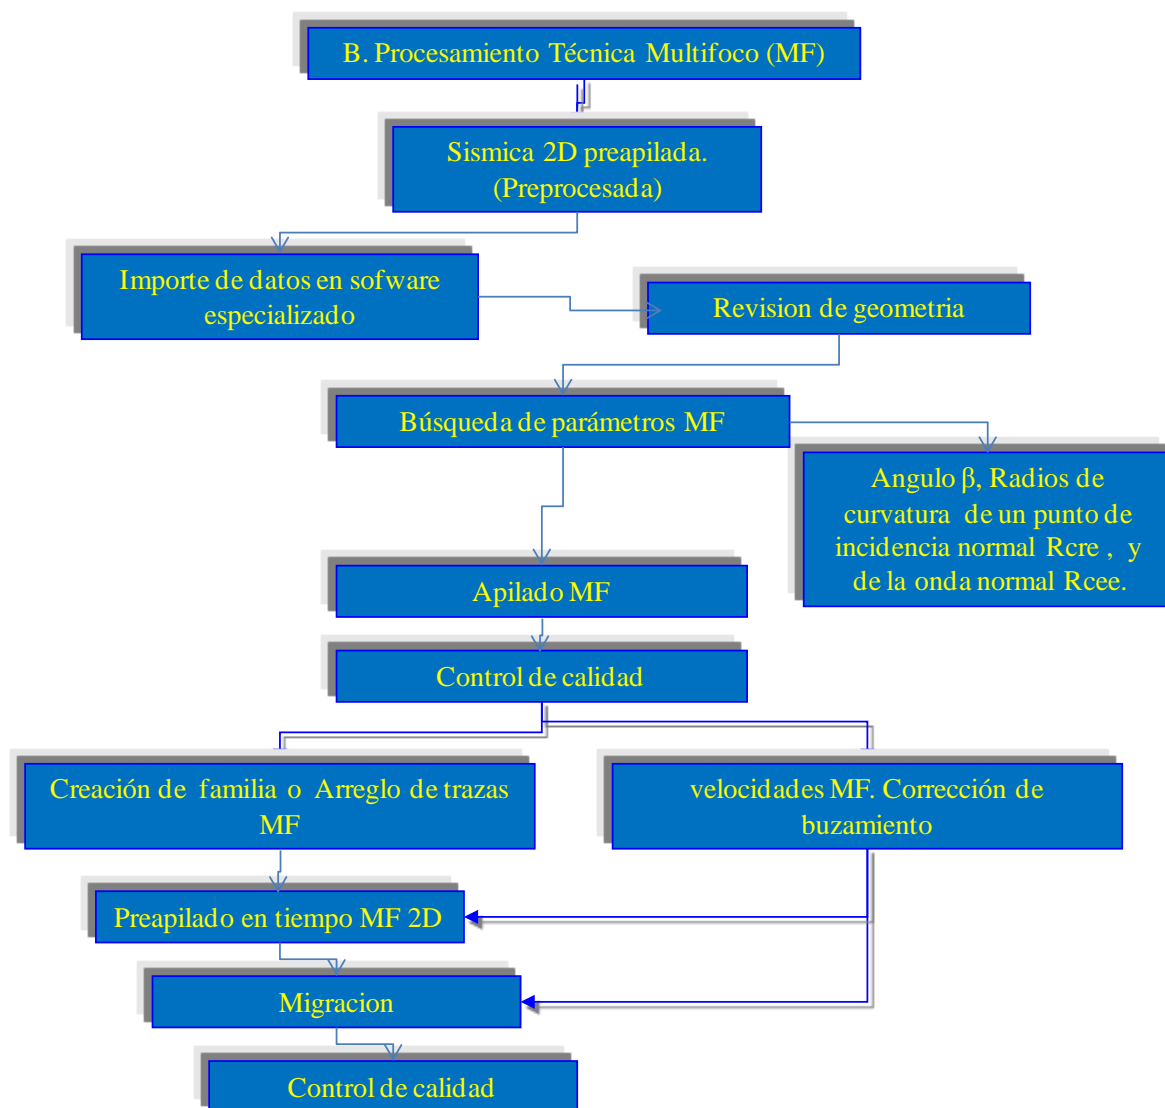 B. Procesamiento Técnica Multifoco (MF)
Sismica 2D preapilada.
(Preprocesada)
Importe de datos en sofware
especializado
Revision de geometria
Búsqueda de parámetros MF
Angulo β, Radios de
curvatura de un punto de
incidencia normal Rcre , y
de la onda normal Rcee.
Apilado MF
Control de calidad
Creación de familia o Arreglo de trazas
MF
velocidades MF. Corrección de
buzamiento
Preapilado en tiempo MF 2D
Migracion
Control de calidad